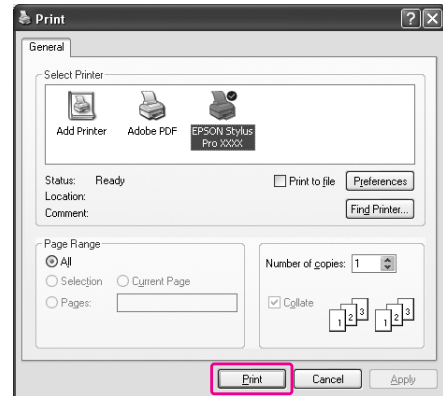 Print
General
Select Printer
Add Printer
Adobe PDF
EPSON Stylus
Pro XXXX
Status: Ready
Location:
Comment:
Print to file
Preferences
Find Printer...
Page Range
All
Selection
Current Page
Pages:
Number of copies: 1
Collate
1 2 3
1 2 3
Print
Cancel
Apply